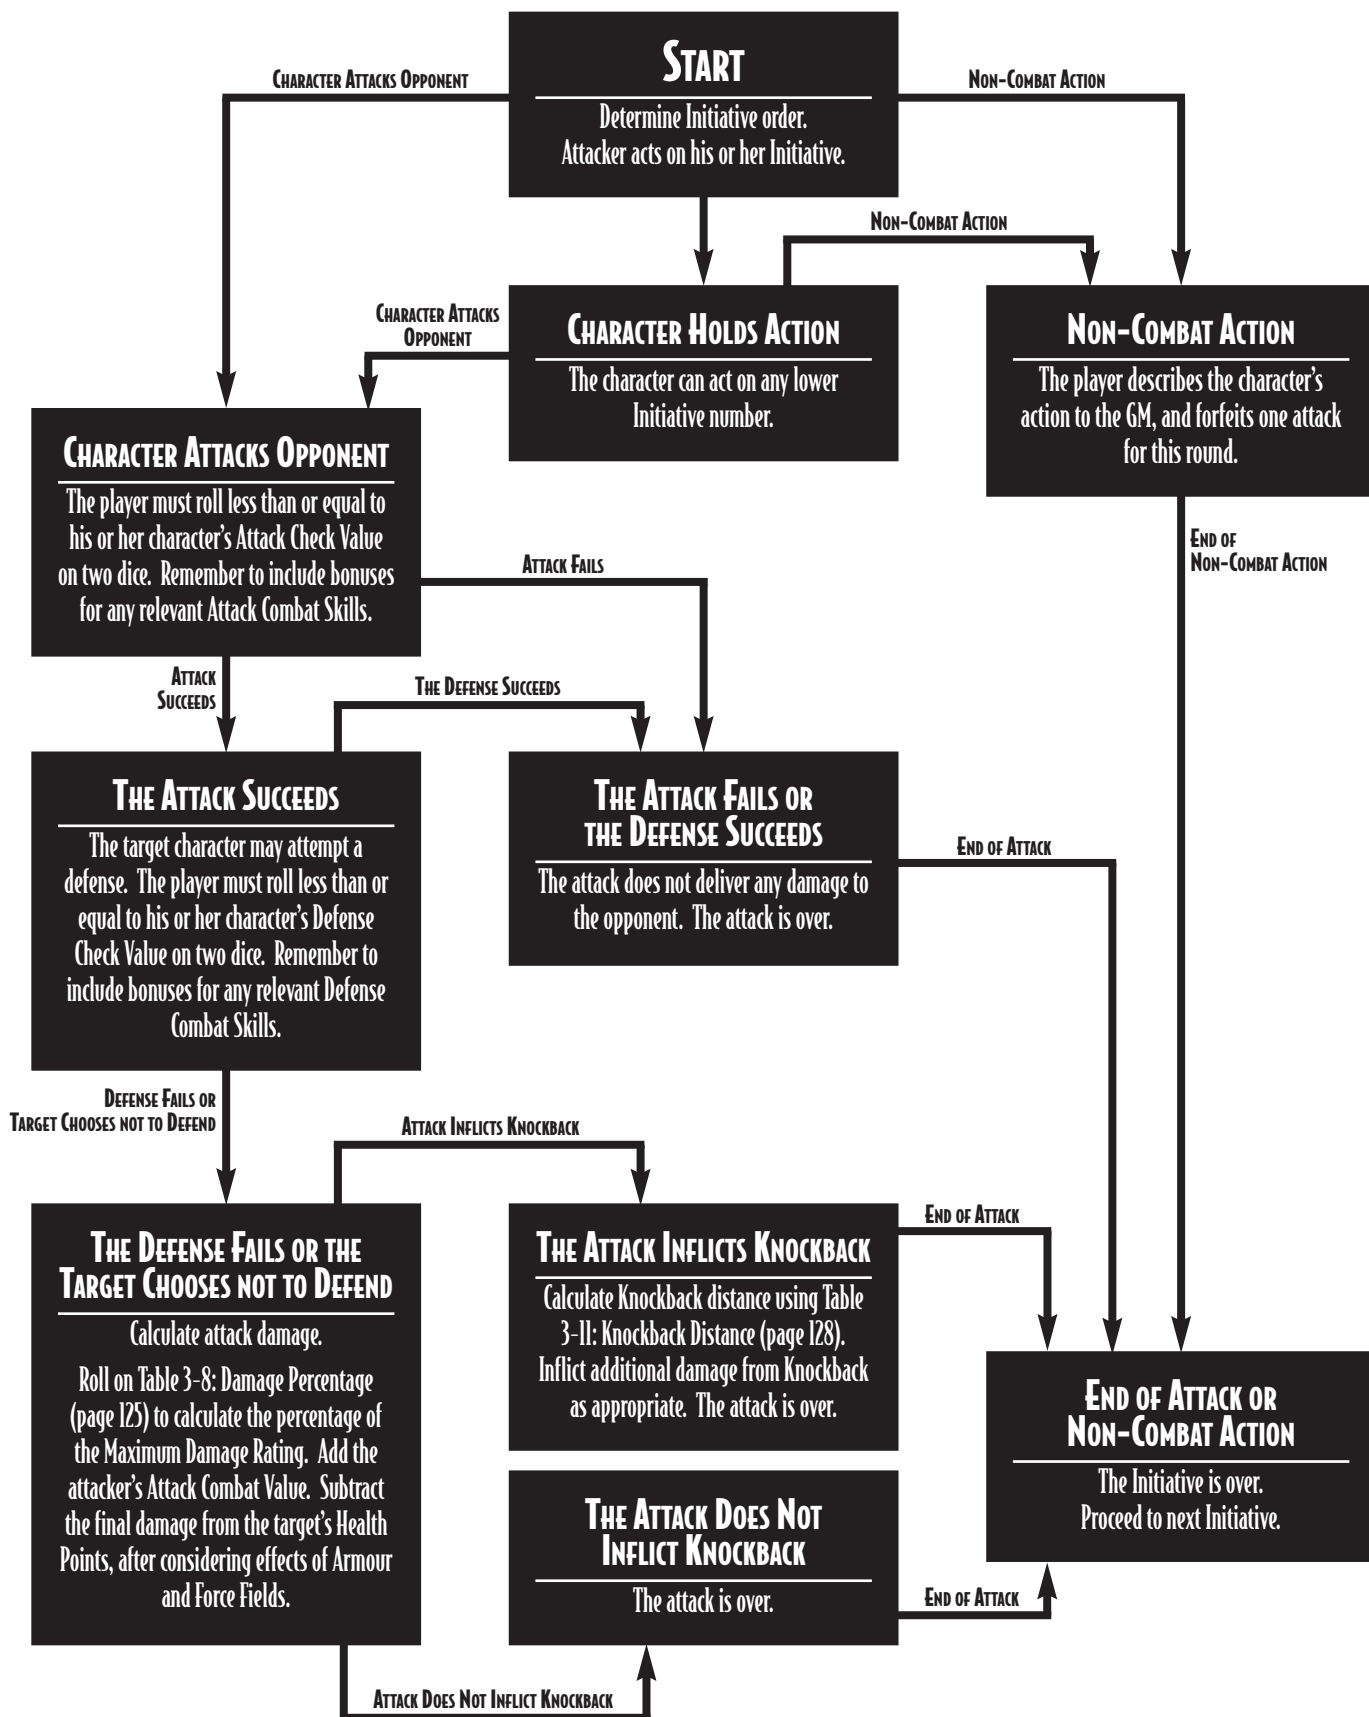 START
Determine Initiative order.
Attacker acts on his or her Initiative.
CHARACTER ATTACKS OPPONENT
NON-COMBAT ACTION
NON-COMBAT ACTION
CHARACTER ATTACKS
OPPONENT
CHARACTER HOLDS ACTION
The character can act on any lower
Initiative number.
NON-COMBAT ACTION
The player describes the character's
action to the GM, and forfeits one attack
for this round.
CHARACTER ATTACKS OPPONENT
The player must roll less than or equal to
his or her character's Attack Check Value
on two dice. Remember to include bonuses
for any relevant Attack Combat Skills.
ATTACK FAILS
END OF
NON-COMBAT ACTION
ATTACK
SUCCEEDS
THE DEFENSE SUCCEEDS
THE ATTACK SUCCEEDS
The target character may attempt a
defense. The player must roll less than or
equal to his or her character's Defense
Check Value on two dice. Remember to
include bonuses for any relevant Defense
Combat Skills.
THE ATTACK FAILS OR
THE DEFENSE SUCCEEDS
The attack does not deliver any damage to
the opponent. The attack is over.
END OF ATTACK
DEFENSE FAILS OR
TARGET CHOOSES NOT TO DEFEND
ATTACK INFLICTS KNOCKBACK
THE DEFENSE FAILS OR THE
TARGET CHOOSES NOT TO DEFEND
Calculate attack damage.
Roll on Table 3-8: Damage Percentage
(page 125) to calculate the percentage of
the Maximum Damage Rating. Add the
attacker's Attack Combat Value. Subtract
the final damage from the target's Health
Points, after considering effects of Armour
and Force Fields.
THE ATTACK INFLICTS KNOCKBACK
Calculate Knockback distance using Table
3-11: Knockback Distance (page 128).
Inflict additional damage from Knockback
as appropriate. The attack is over.
END OF ATTACK
THE ATTACK DOES NOT
INFLICT KNOCKBACK
The attack is over.
END OF ATTACK
END OF ATTACK OR
NON-COMBAT ACTION
The Initiative is over.
Proceed to next Initiative.
ATTACK DOES NOT INFLICT KNOCKBACK